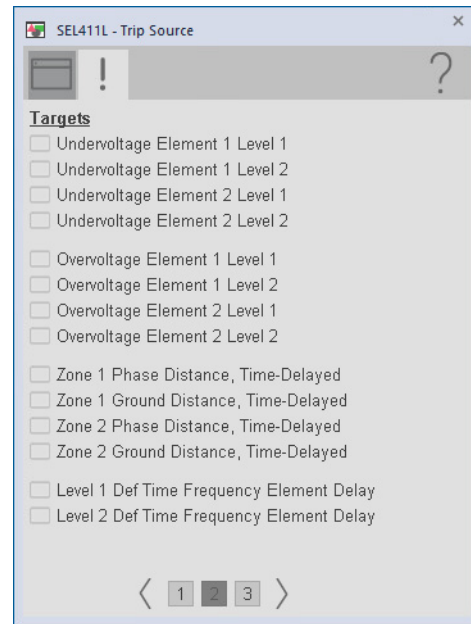 SEL411L - Trip Source
×
!
?
Targets
Undervoltage Element 1 Level 1
Undervoltage Element 1 Level 2
Undervoltage Element 2 Level 1
Undervoltage Element 2 Level 2
Overvoltage Element 1 Level 1
Overvoltage Element 1 Level 2
Overvoltage Element 2 Level 1
Overvoltage Element 2 Level 2
Zone 1 Phase Distance, Time-Delayed
Zone 1 Ground Distance, Time-Delayed
Zone 2 Phase Distance, Time-Delayed
Zone 2 Ground Distance, Time-Delayed
Level 1 Def Time Frequency Element Delay
Level 2 Def Time Frequency Element Delay
1 2 3